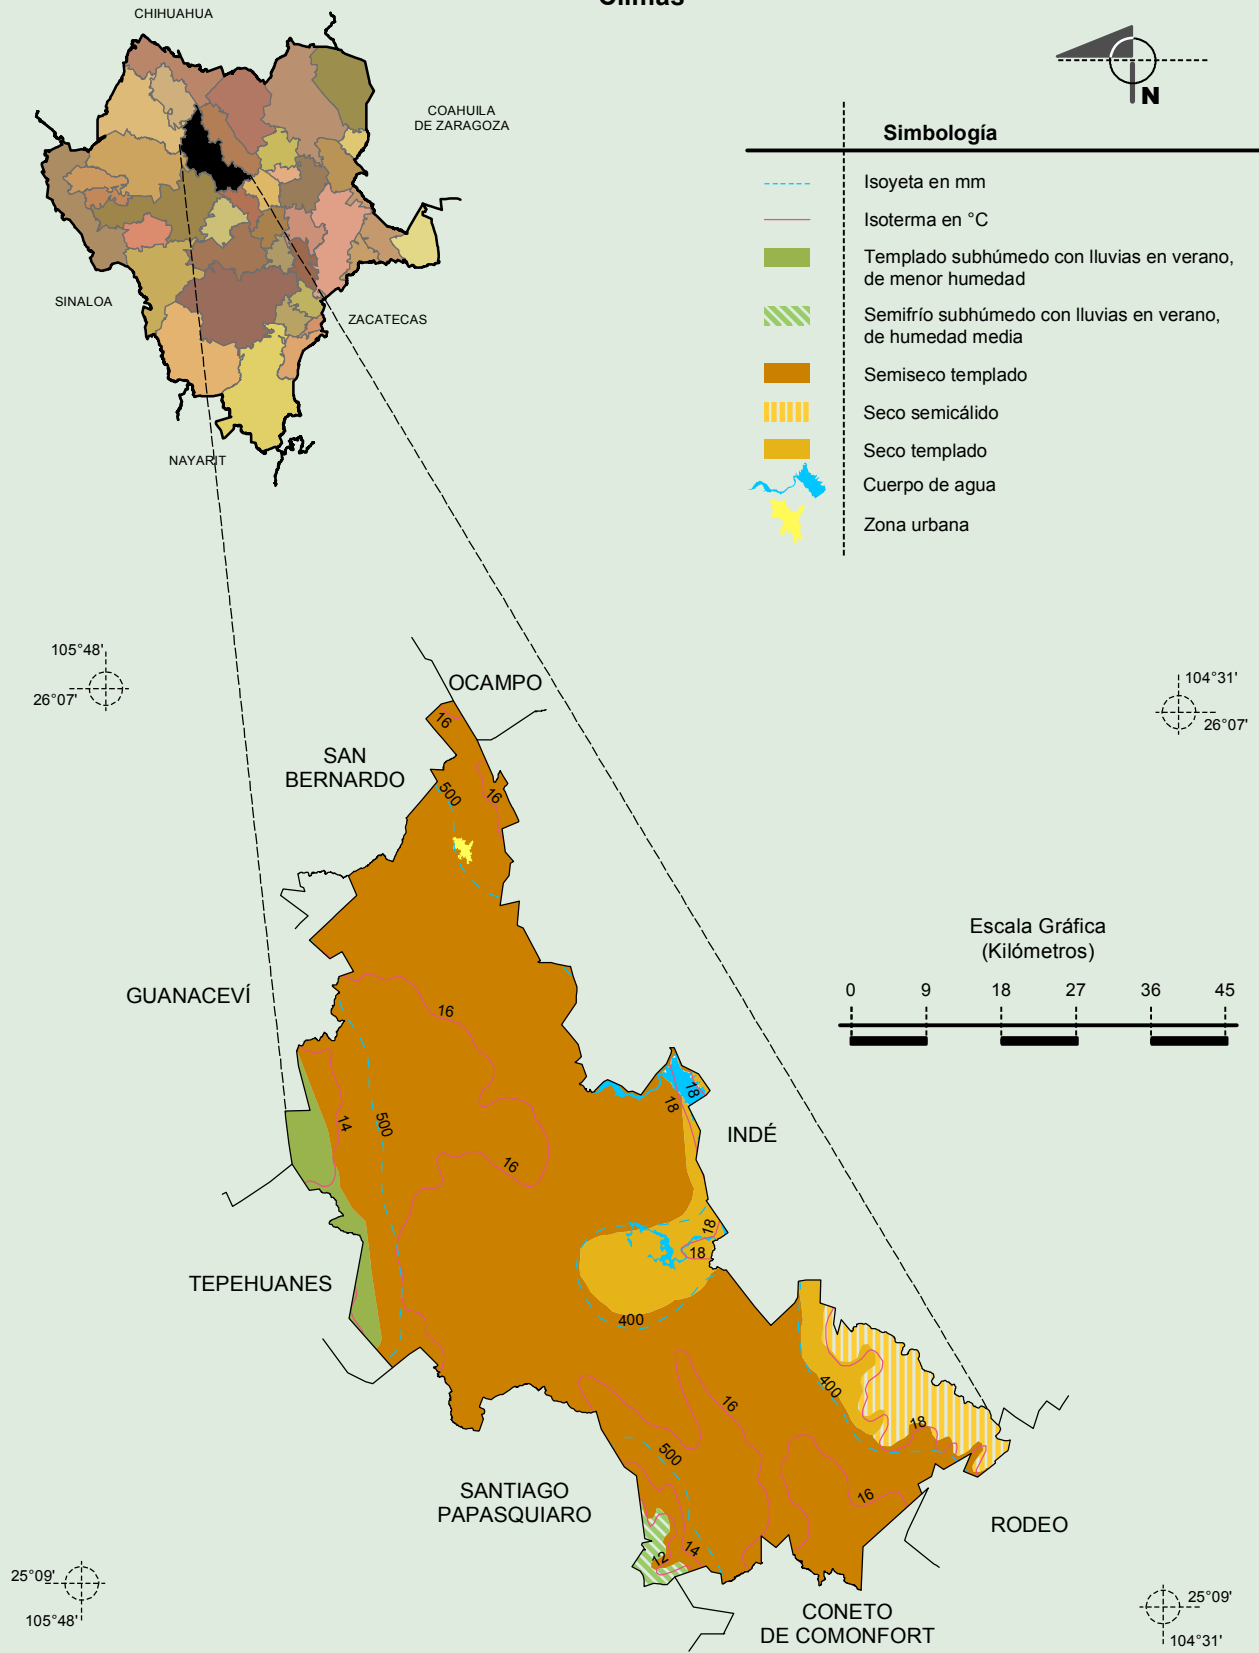 Climas
CHIHUAHUA
COAHUILA
DE ZARAGOZA
SINALOA
ZACATECAS
NAYARIT
N
Simbología
Isoyeta en mm
Isoterma en °C
Templado subhúmedo con lluvias en verano,
de menor humedad
Semifrío subhúmedo con lluvias en verano,
de humedad media
Semiseco templado
Seco semicálido
Seco templado
Cuerpo de agua
Zona urbana
105°48'
26°07'
104°31'
26°07'
OCAMPO
16
SAN
BERNARDO
500
16
Escala Gráfica
(Kilómetros)
0 9 18 27 36 45
GUANACEVÍ
16
14
500
18
18
INDÉ
16
18
18
TEPEHUANES
400
400
16
18
500
16
SANTIAGO
PAPASQUIARO
RODEO
12
14
25°09'
105°48'
CONETO
DE COMONFORT
25°09'
104°31'